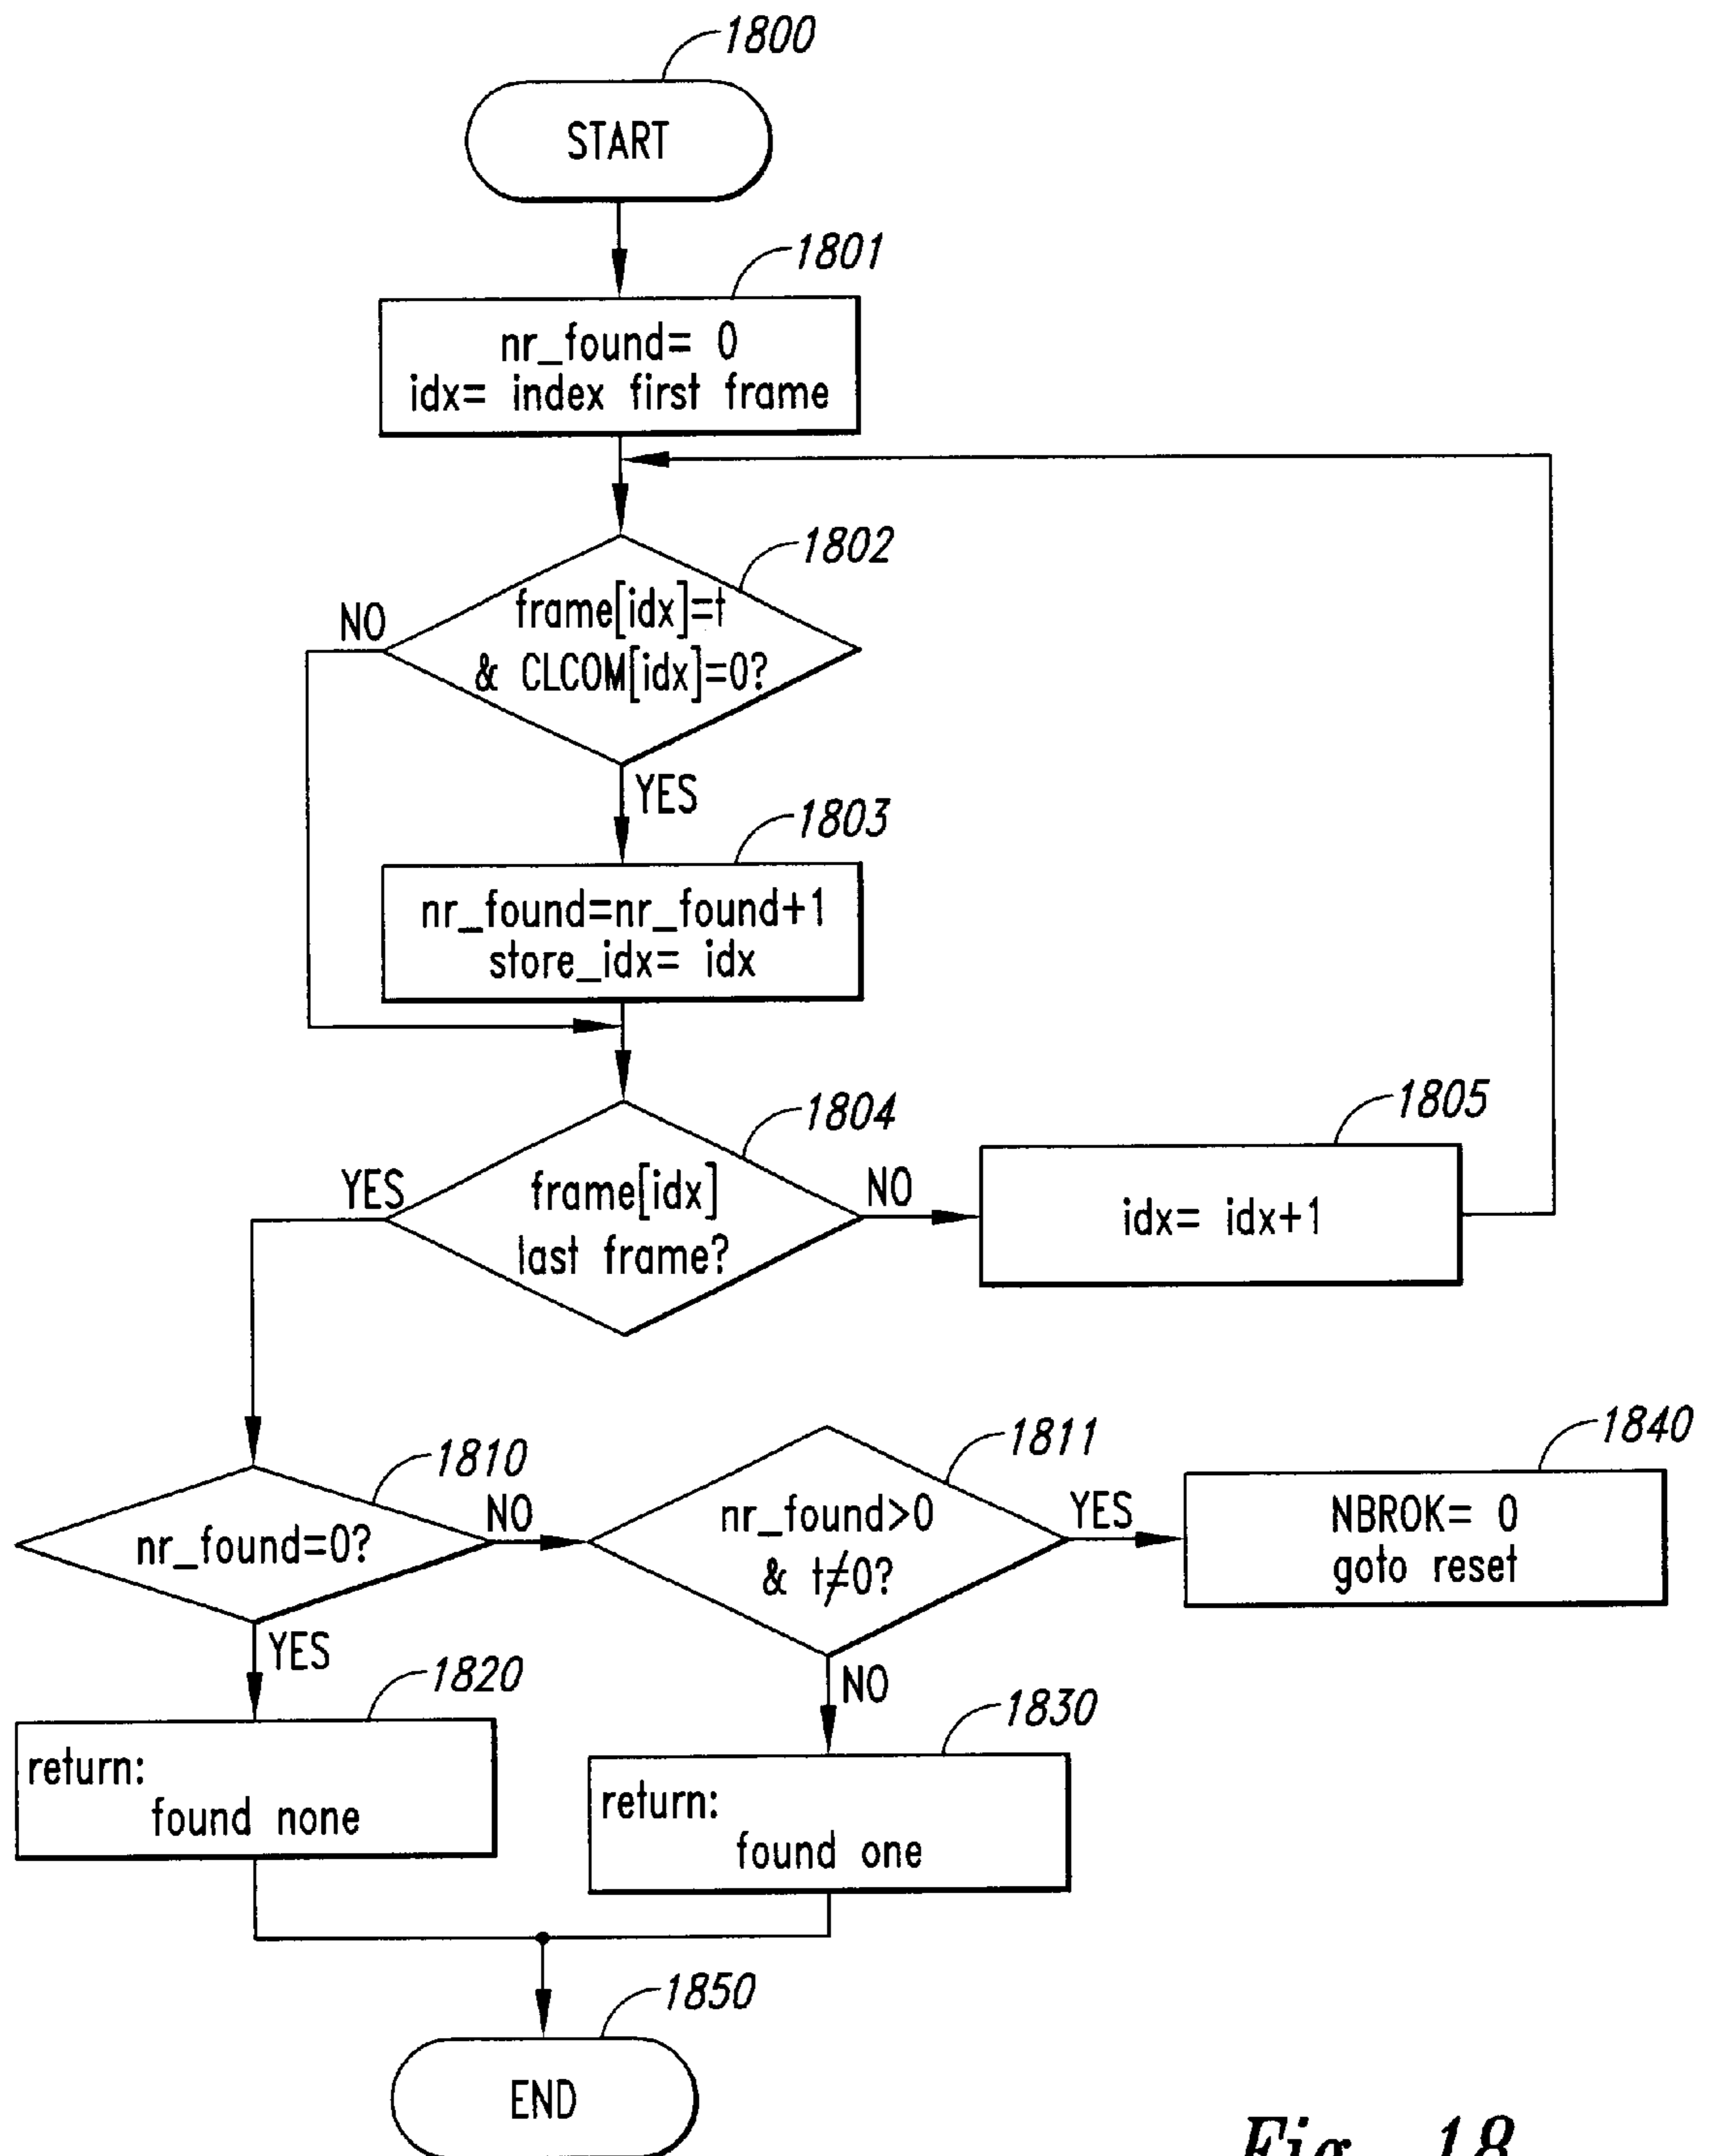 1800
START
1801
nr_found= 0
idx= index first frame
1802
frame[idx]=t
& CLCOM[idx]=0?
NO
YES
1803
nr_found=nr_found+1
store_idx= idx
1804
frame[idx]
last frame?
YES
NO
1805
idx= idx+1
1810
nr_found=0?
NO
YES
1811
nr_found>0
& t≠0?
YES
NO
1840
NBROK= 0
goto reset
1820
return:
found none
1830
return:
found one
1850
END
Fig. 18